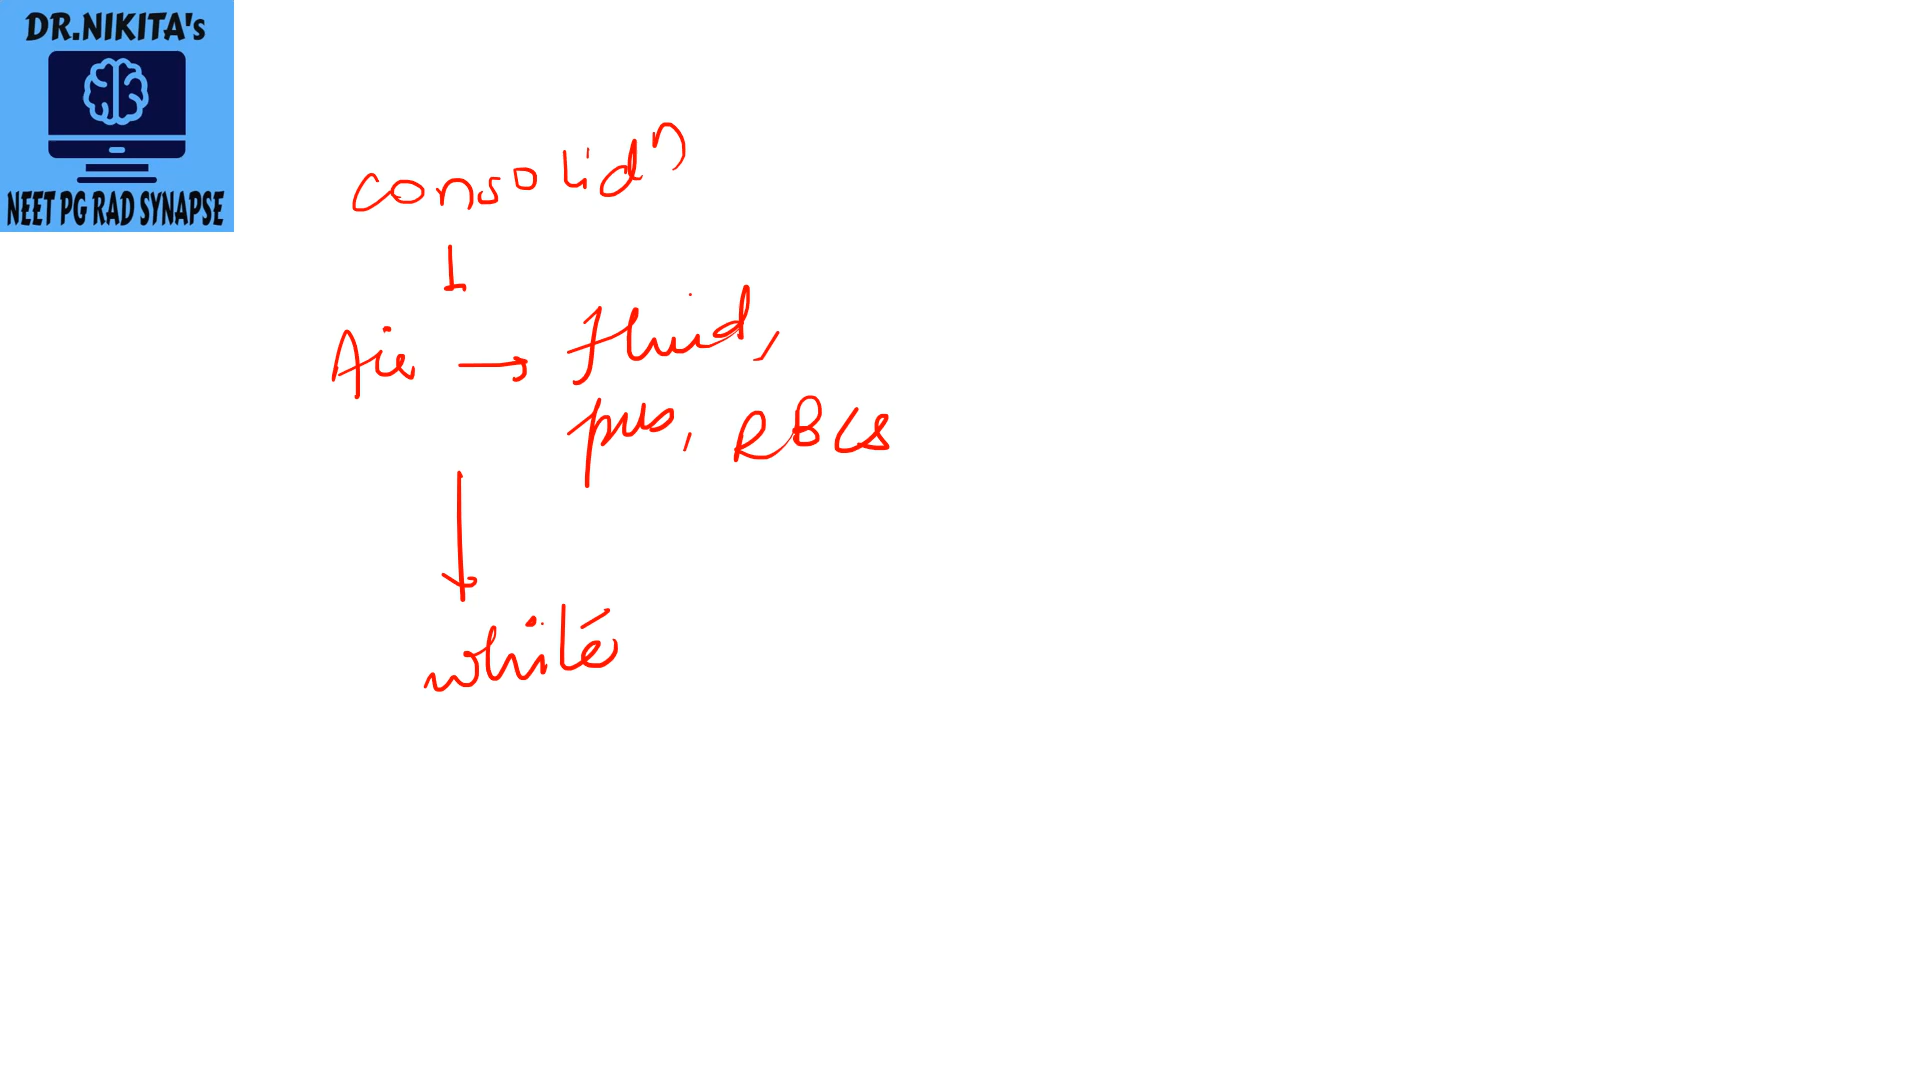 DR.NIKITA's
NEET PG RAD SYNAPSE
consolidⁿ
Air → fluid,
pus, RBCs
white